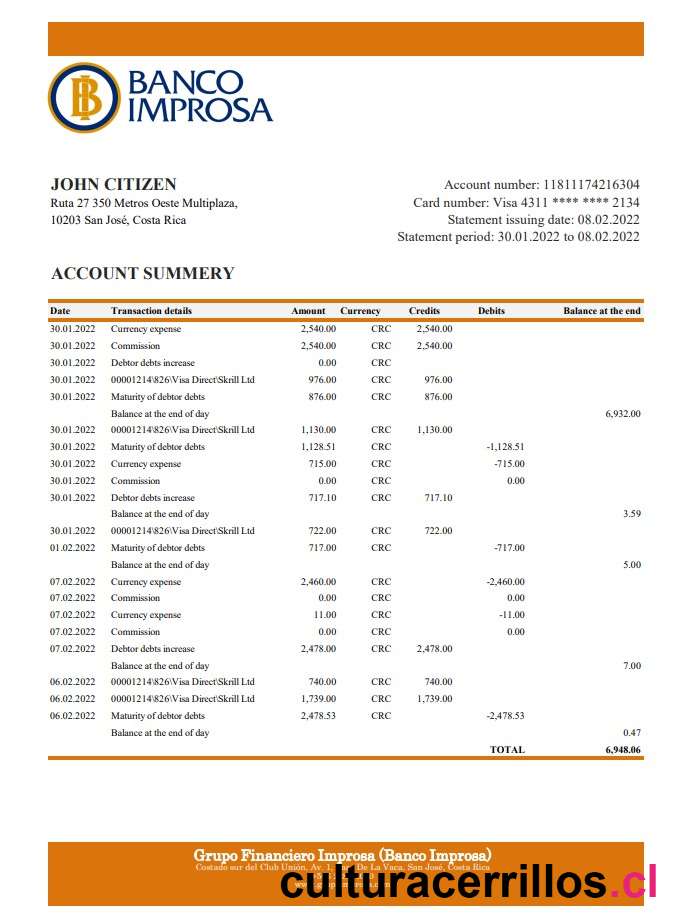 BANCO
IMPROSA
JOHN CITIZEN
Ruta 27 350 Metros Oeste Multiplaza,
10203 San José, Costa Rica
Account number: 11811174216304
Card number: Visa 4311 **** **** 2134
Statement issuing date: 08.02.2022
Statement period: 30.01.2022 to 08.02.2022
ACCOUNT SUMMERY
Date Transaction details Amount Currency Credits Debits Balance at the end
30.01.2022 Currency expense 2,540.00 CRC 2,540.00
30.01.2022 Commission 2,540.00 CRC 2,540.00
30.01.2022 Debtor debts increase 0.00 CRC
30.01.2022 00001214\826\Visa Direct\Skrill Ltd 976.00 CRC 976.00
30.01.2022 Maturity of debtor debts 876.00 CRC 876.00
Balance at the end of day 6,932.00
30.01.2022 00001214\826\Visa Direct\Skrill Ltd 1,130.00 CRC 1,130.00
30.01.2022 Maturity of debtor debts 1,128.51 CRC -1,128.51
30.01.2022 Currency expense 715.00 CRC -715.00
30.01.2022 Commission 0.00 CRC 0.00
30.01.2022 Debtor debts increase 717.10 CRC 717.10
Balance at the end of day 3.59
30.01.2022 00001214\826\Visa Direct\Skrill Ltd 722.00 CRC 722.00
01.02.2022 Maturity of debtor debts 717.00 CRC -717.00
Balance at the end of day 5.00
07.02.2022 Currency expense 2,460.00 CRC -2,460.00
07.02.2022 Commission 0.00 CRC 0.00
07.02.2022 Currency expense 11.00 CRC -11.00
07.02.2022 Commission 0.00 CRC 0.00
07.02.2022 Debtor debts increase 2,478.00 CRC 2,478.00
Balance at the end of day 7.00
06.02.2022 00001214\826\Visa Direct\Skrill Ltd 740.00 CRC 740.00
06.02.2022 00001214\826\Visa Direct\Skrill Ltd 1,739.00 CRC 1,739.00
06.02.2022 Maturity of debtor debts 2,478.53 CRC -2,478.53
Balance at the end of day 0.47
TOTAL 6,948.06
Grupo Financiero Improsa (Banco Improsa)
Costado sur del Club Unión, Av. 1, De La Vaca, San José, Costa Rica
culturacerrillos.cl